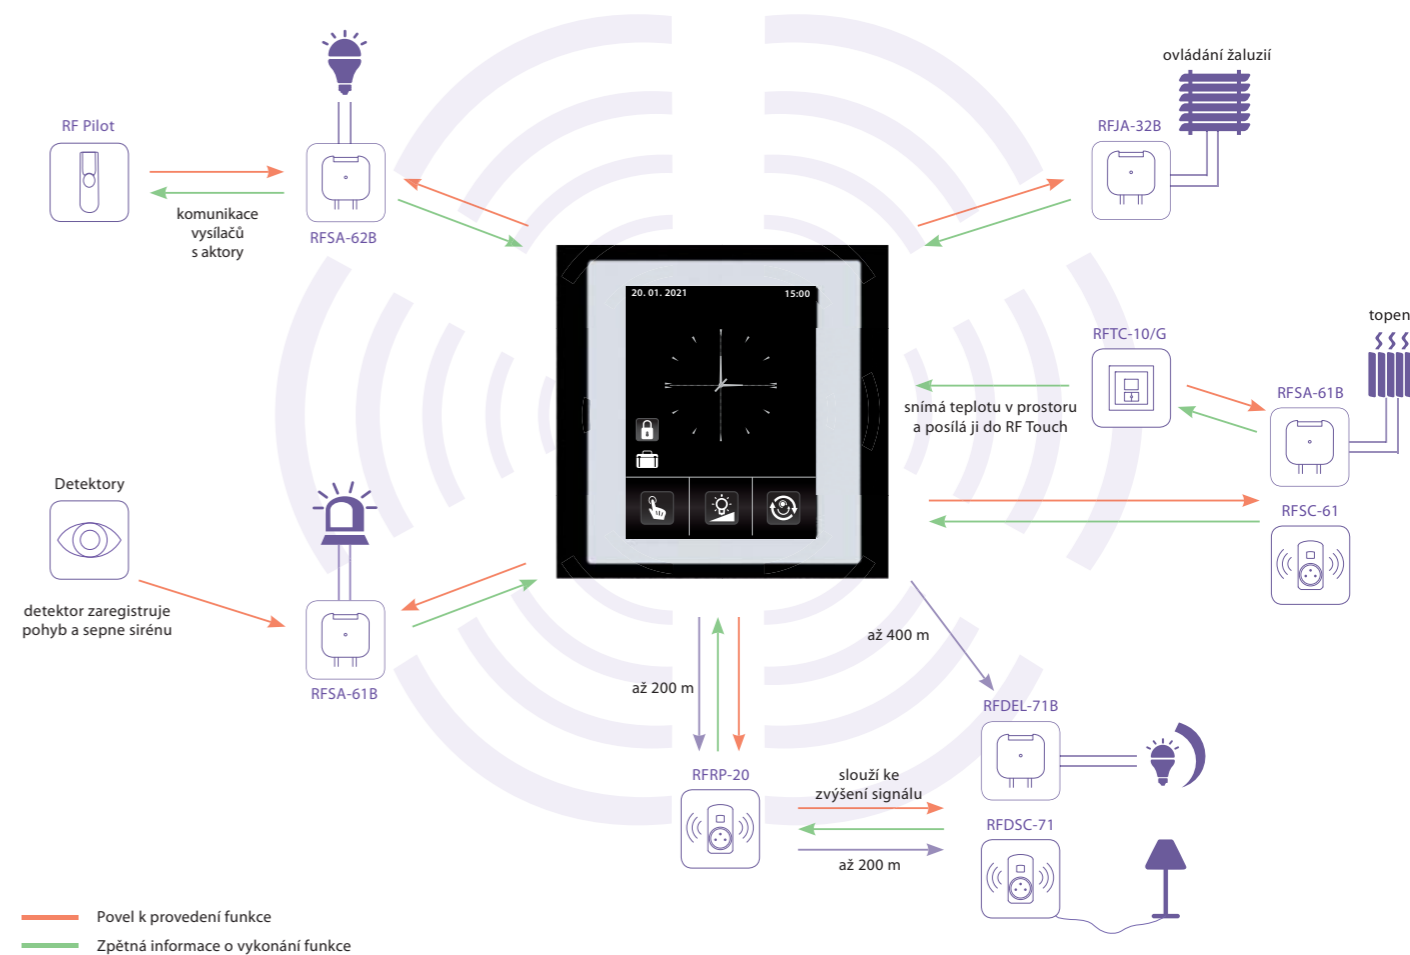 ovládání žaluzií
RF Pilot
RFJA-32B
komunikace
vysílačů
s aktory
RFSA-62B
20. 01. 2021
15:00
topen
RFTC-10/G
RFSA-61B
snímá teplotu v prostoru
a posílá ji do RF Touch
Detektory
RFSC-61
detektor zaregistruje
pohyb a sepne sirénu
RFSA-61B
až 400 m
až 200 m
RFDEL-71B
RFRP-20
slouží ke
zvýšení signálu
RFDSC-71
až 200 m
Povel k provedení funkce
Zpětná informace o vykonání funkce